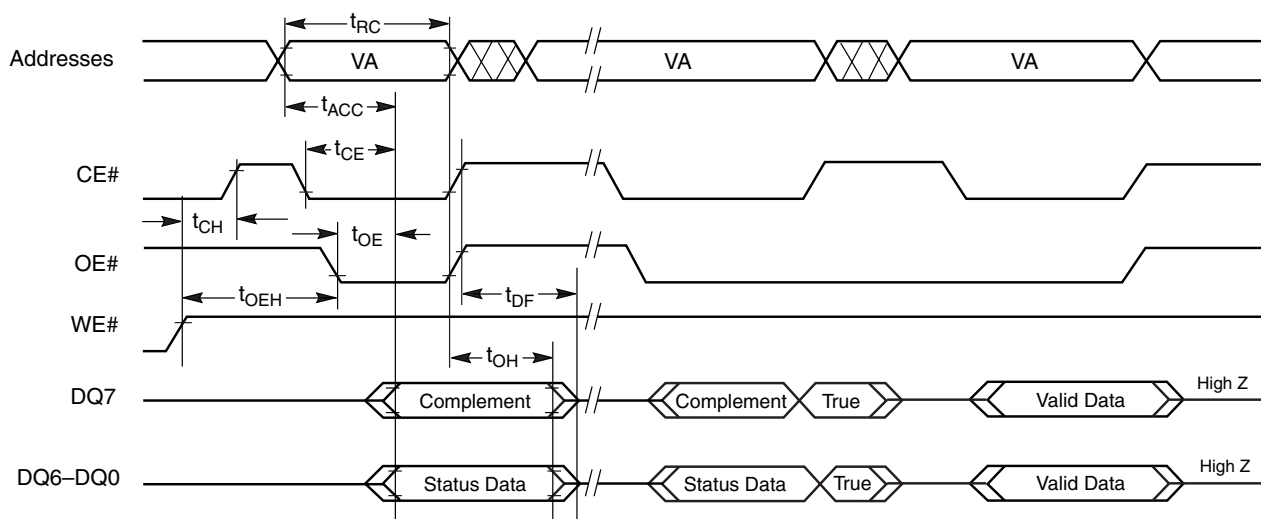 tRC
Addresses VA VA VA
tACC
tCE
CE#
tCH tOE
OE#
tOEH tDF
WE#
tOH
DQ7 Complement Complement True Valid Data High Z
DQ6–DQ0 Status Data Status Data True Valid Data High Z